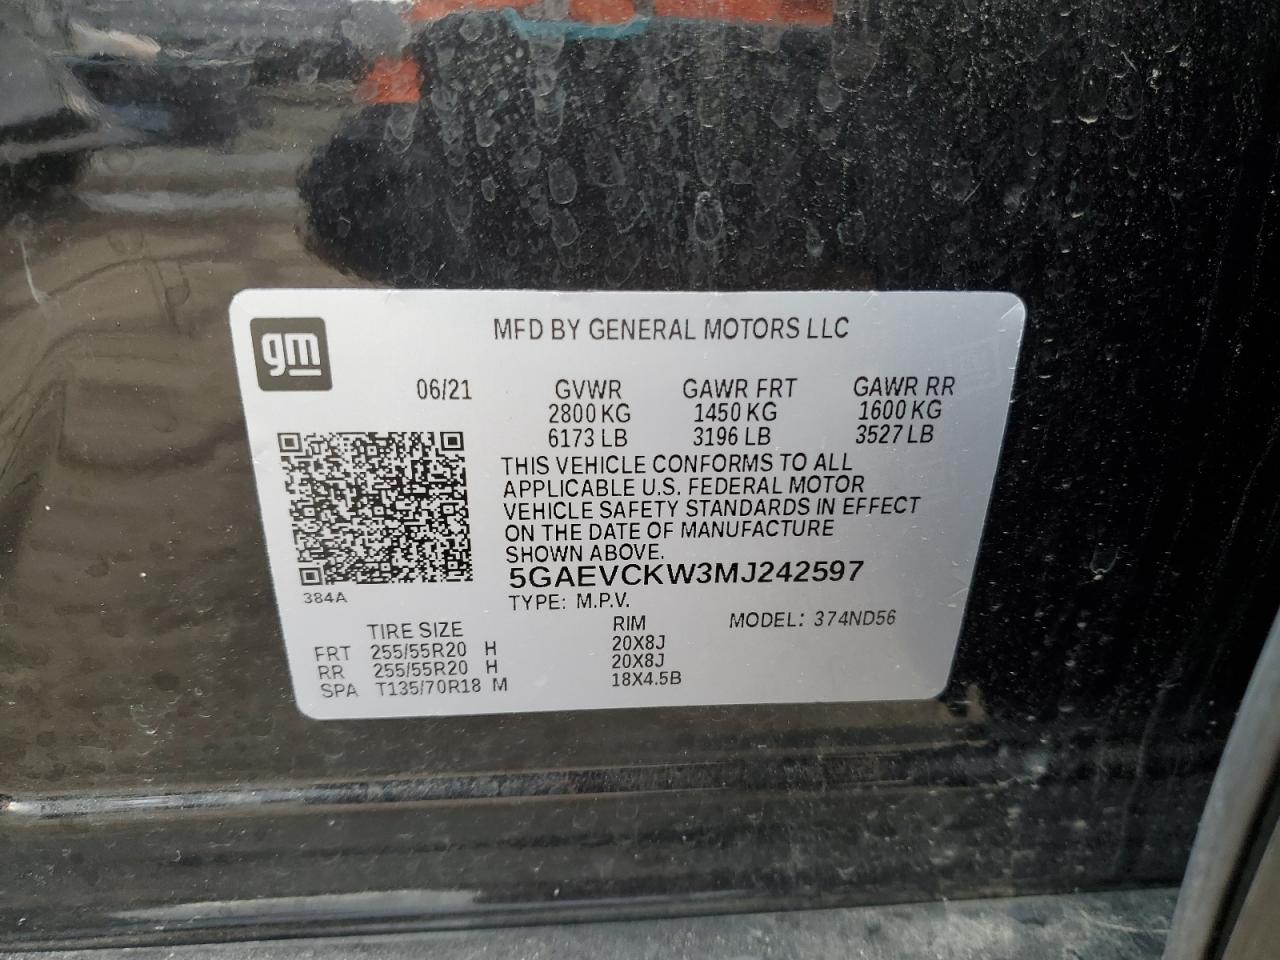 gm
MFD BY GENERAL MOTORS LLC
06/21 GVWR GAWR FRT GAWR RR
2800 KG 1450 KG 1600 KG
6173 LB 3196 LB 3527 LB
THIS VEHICLE CONFORMS TO ALL
APPLICABLE U.S. FEDERAL MOTOR
VEHICLE SAFETY STANDARDS IN EFFECT
ON THE DATE OF MANUFACTURE
SHOWN ABOVE.
5GAEVCKW3MJ242597
384A
TYPE: M.P.V. MODEL: 374ND56
TIRE SIZE RIM
FRT 255/55R20 H 20X8J
RR 255/55R20 H 20X8J
SPA T135/70R18 M 18X4.5B